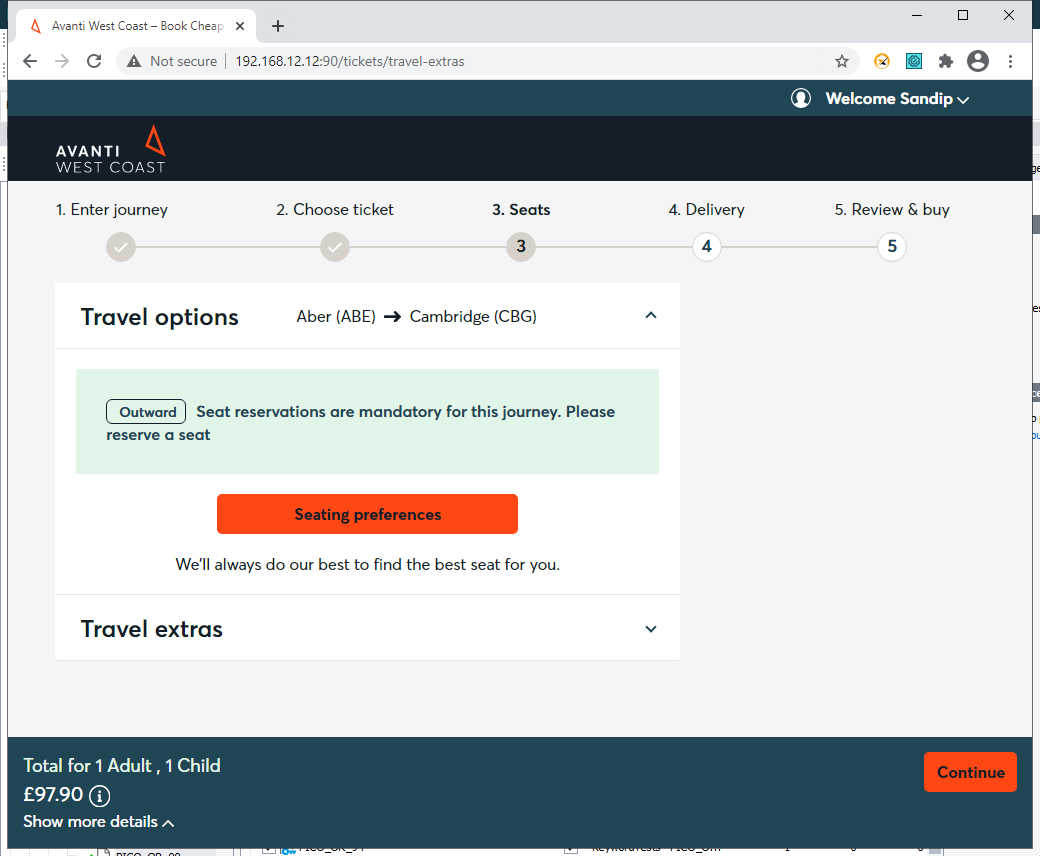 Avanti West Coast – Book Cheap
Not secure 192.168.12.12:90/tickets/travel-extras
Welcome Sandip
AVANTI
WEST COAST
1. Enter journey 2. Choose ticket 3. Seats 4. Delivery 5. Review & buy
3 4 5
Travel options Aber (ABE) → Cambridge (CBG)
Outward Seat reservations are mandatory for this journey. Please
reserve a seat
Seating preferences
We'll always do our best to find the best seat for you.
Travel extras
Total for 1 Adult , 1 Child
£97.90
Continue
Show more details